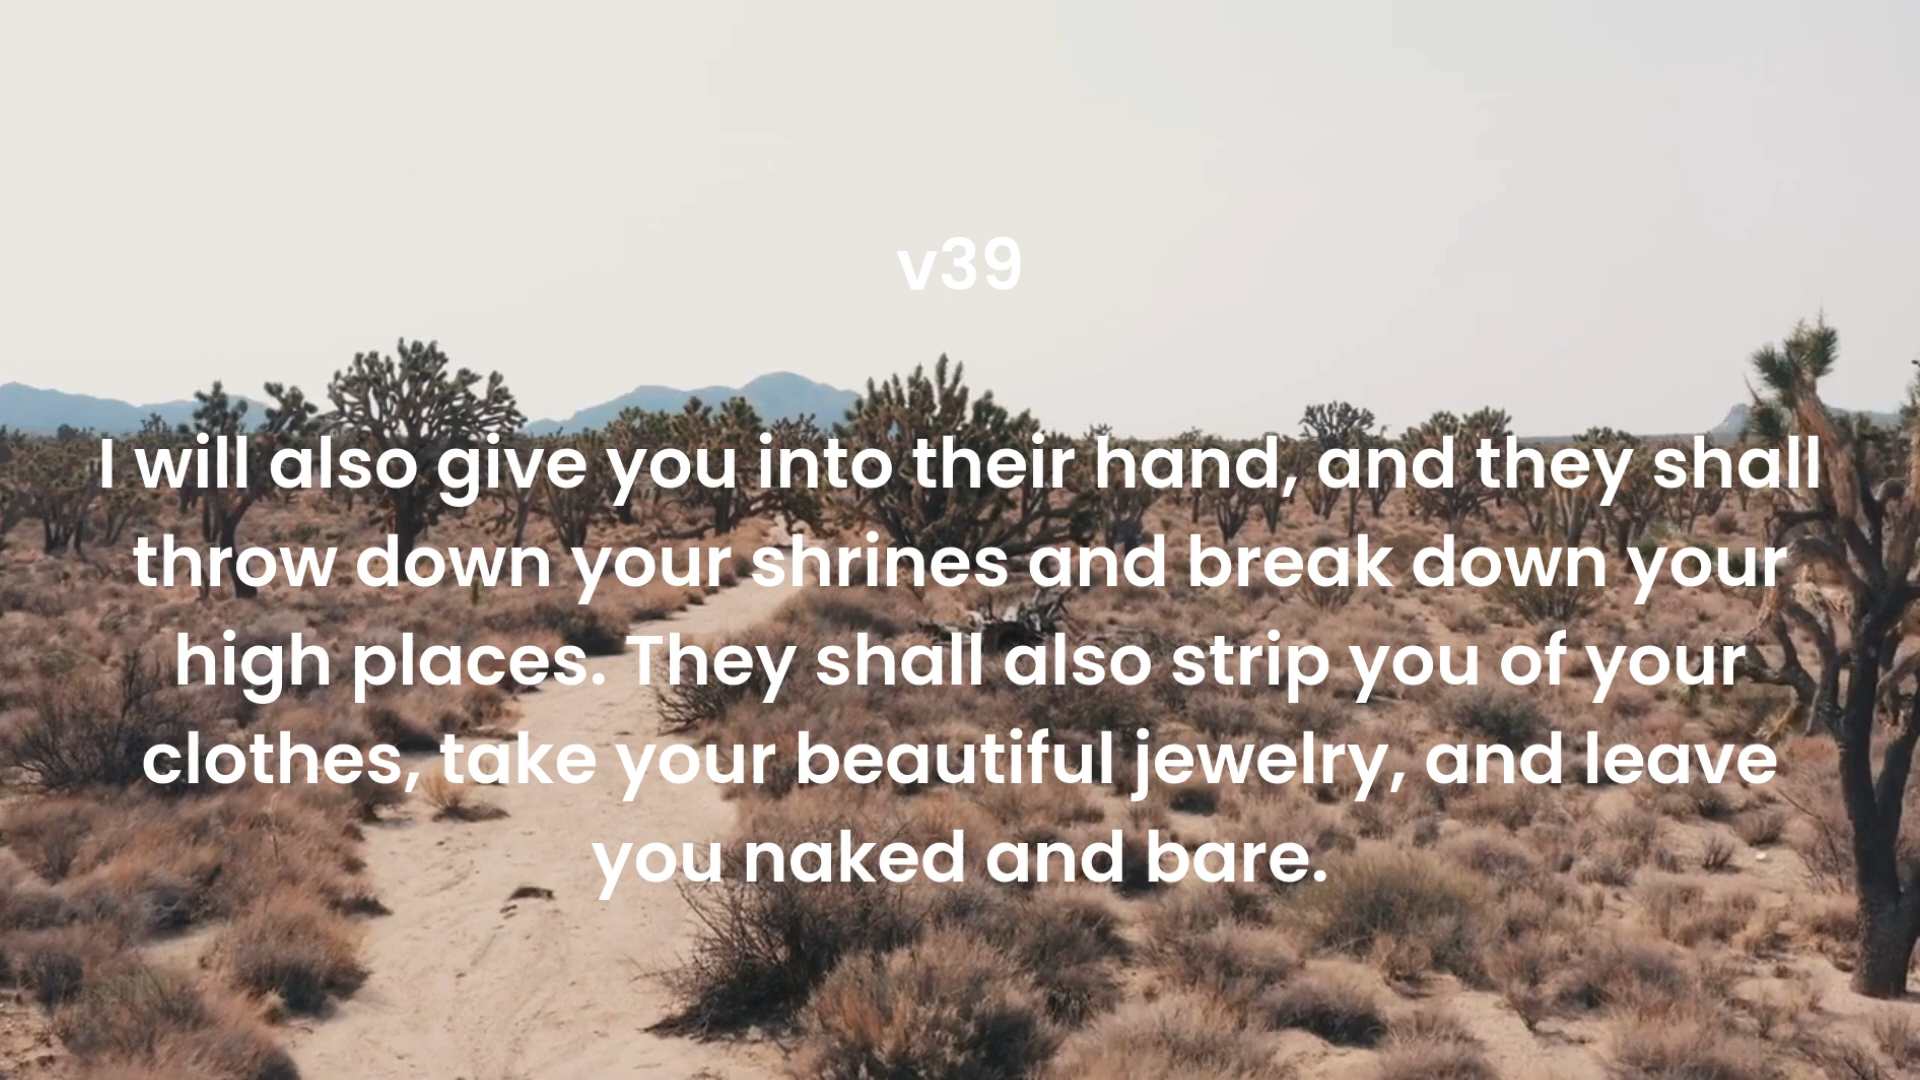 v39
I will also give you into their hand, and they shall
throw down your shrines and break down your
high places. They shall also strip you of your
clothes, take your beautiful jewelry, and leave
you naked and bare.